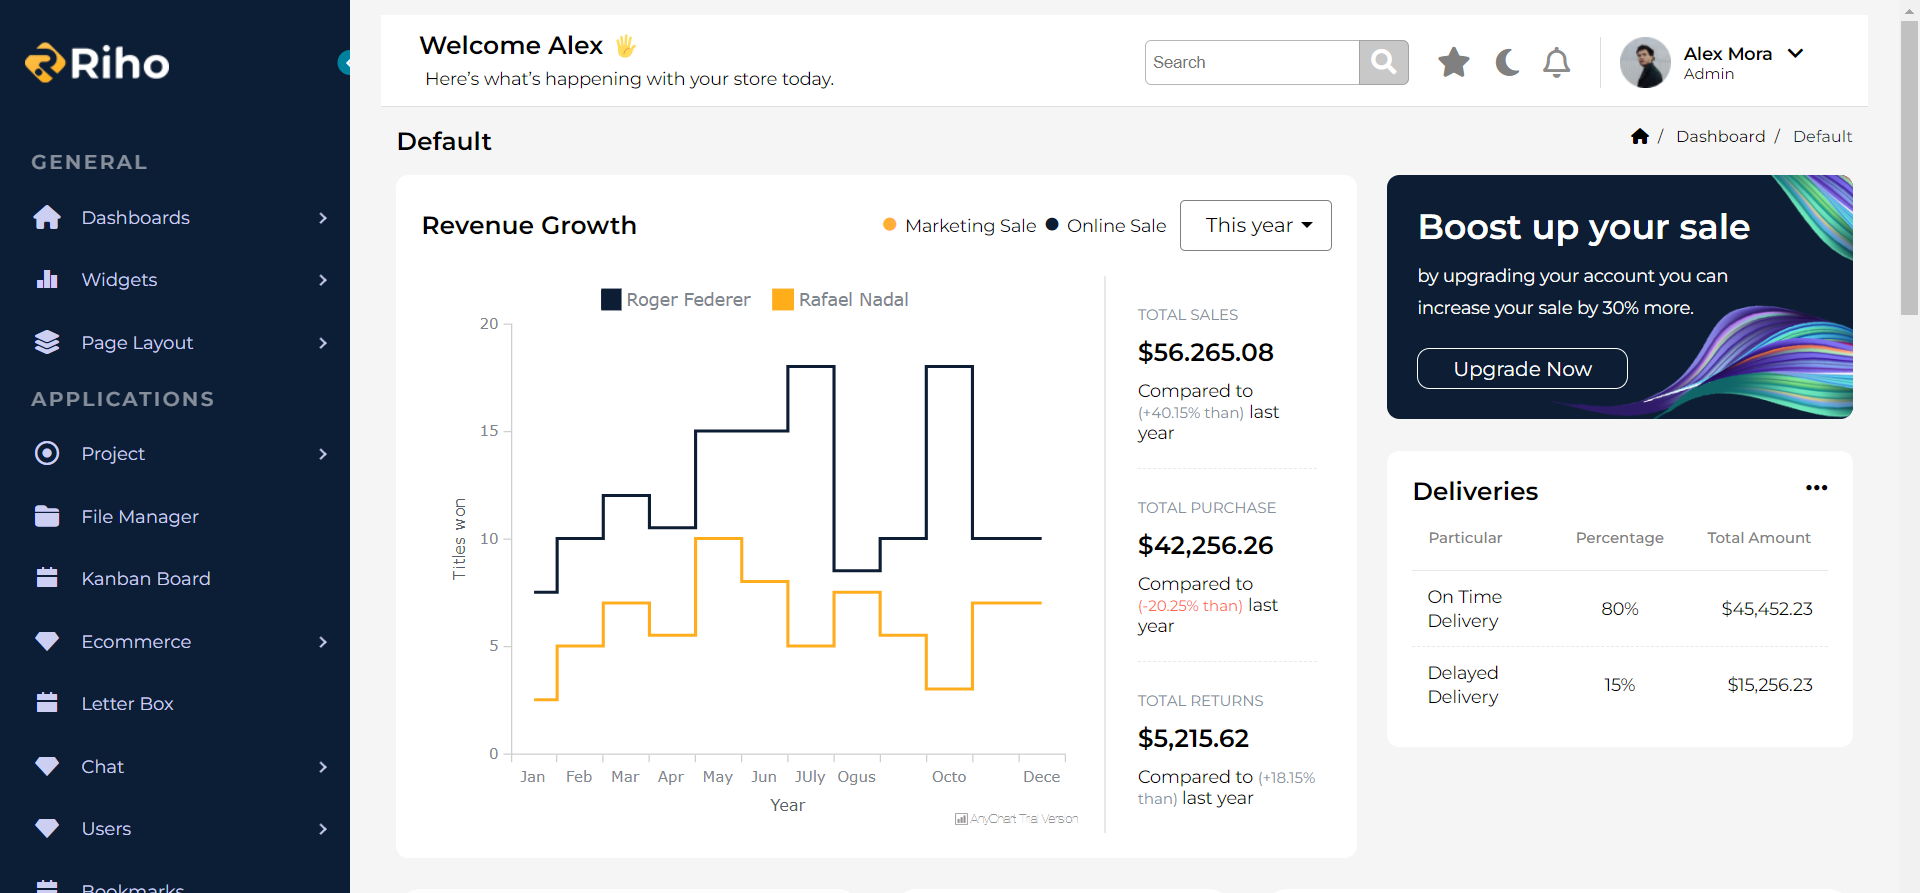 Riho
GENERAL
Dashboards
Widgets
Page Layout
APPLICATIONS
Project
File Manager
Kanban Board
Ecommerce
Letter Box
Chat
Users
Bookmarks
Welcome Alex
Here’s what’s happening with your store today.
Search
Alex Mora
Admin
Default
/ Dashboard / Default
Revenue Growth
Marketing Sale
Online Sale
This year
Roger Federer
Rafael Nadal
20
15
10
5
0
Titles won
Jan Feb Mar Apr May Jun JUly Ogus Octo Dece
Year
AnyChart Trial Version
TOTAL SALES
$56.265.08
Compared to
(+40.15% than) last
year
TOTAL PURCHASE
$42,256.26
Compared to
(-20.25% than) last
year
TOTAL RETURNS
$5,215.62
Compared to (+18.15%
than) last year
Boost up your sale
by upgrading your account you can
increase your sale by 30% more.
Upgrade Now
Deliveries
Particular Percentage Total Amount
On Time
Delivery
80%
$45,452.23
Delayed
Delivery
15%
$15,256.23